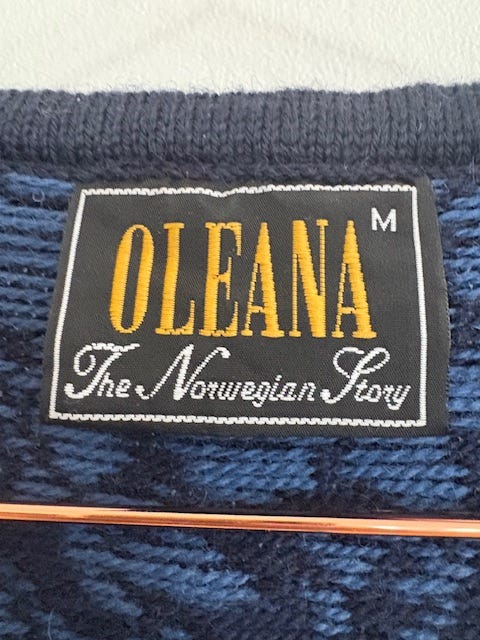 M
OLEANA
The Norwegian Story